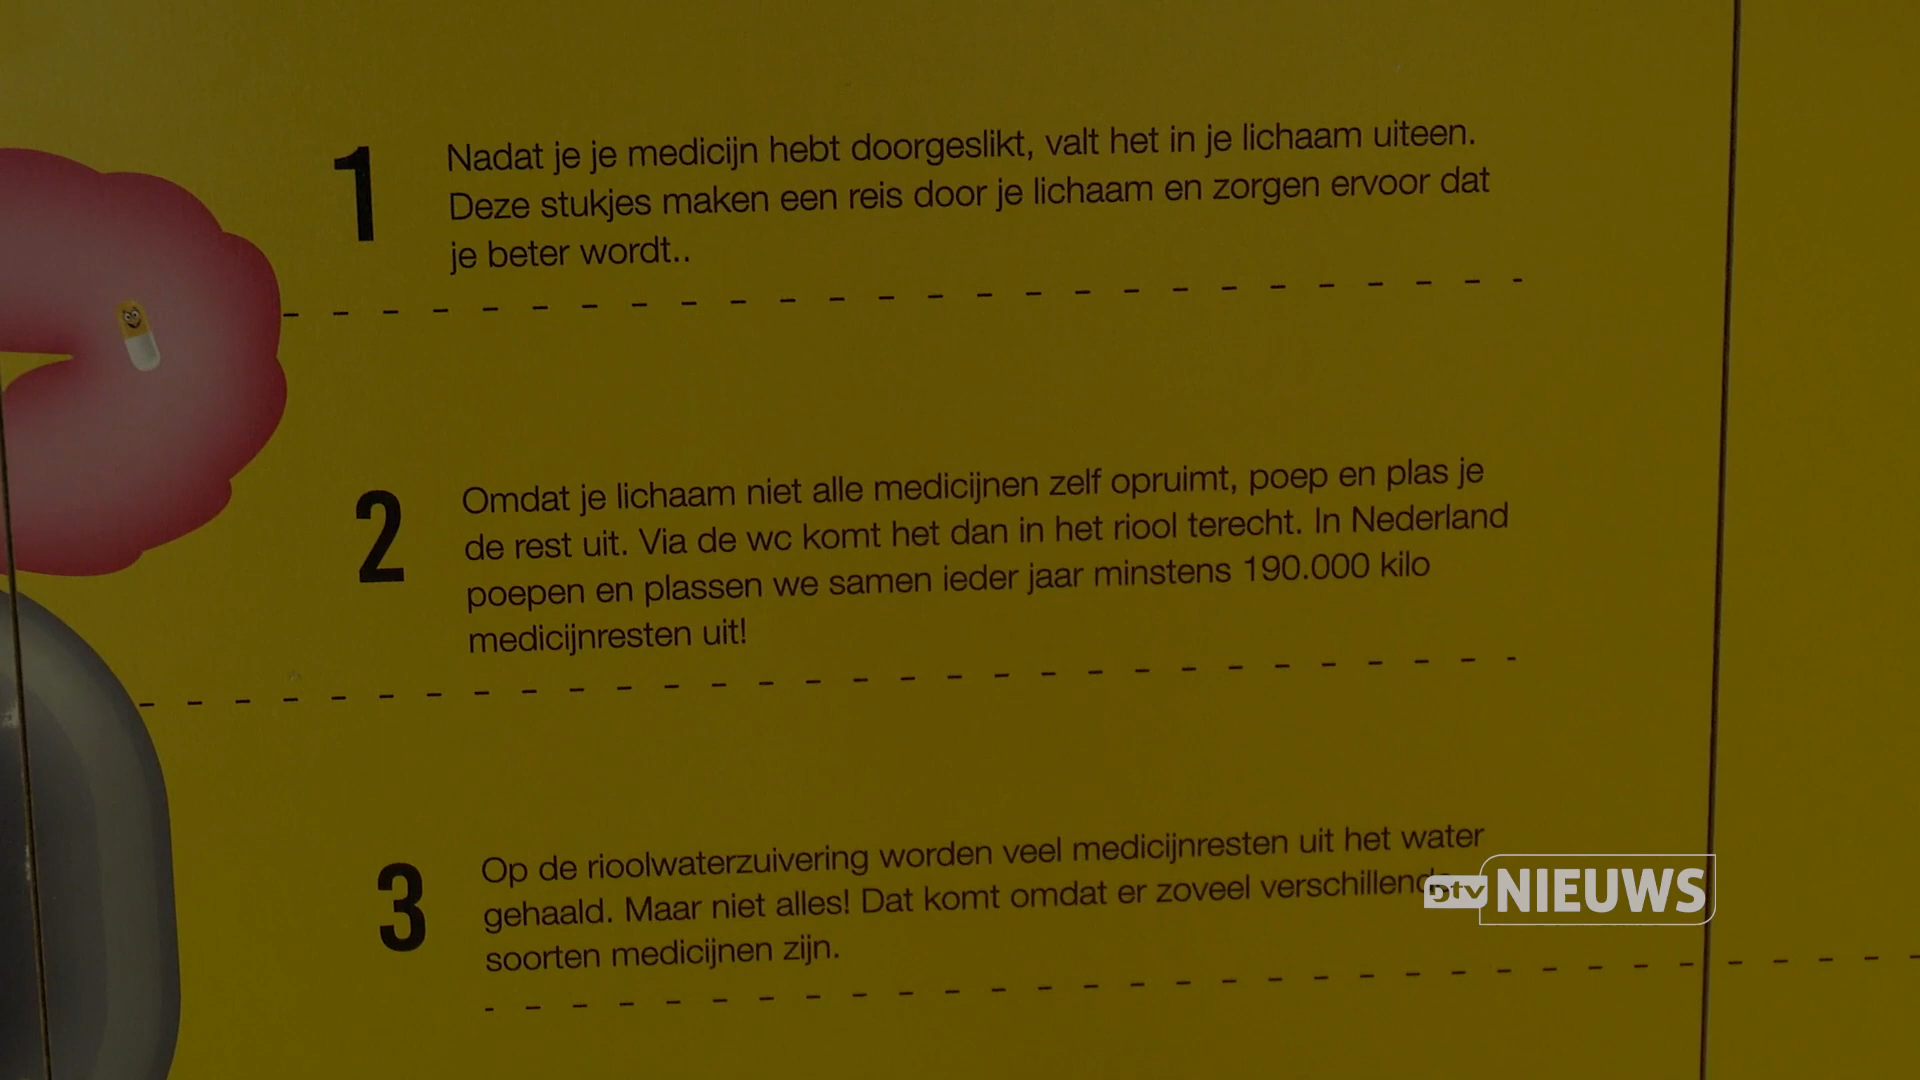 1
Nadat je je medicijn hebt doorgeslikt, valt het in je lichaam uiteen.
Deze stukjes maken een reis door je lichaam en zorgen ervoor dat
je beter wordt..
2
Omdat je lichaam niet alle medicijnen zelf opruimt, poep en plas je
de rest uit. Via de wc komt het dan in het riool terecht. In Nederland
poepen en plassen we samen ieder jaar minstens 190.000 kilo
medicijnresten uit!
3
Op de rioolwaterzuivering worden veel medicijnresten uit het water
gehaald. Maar niet alles! Dat komt omdat er zoveel verschillende
soorten medicijnen zijn.
NIEUWS